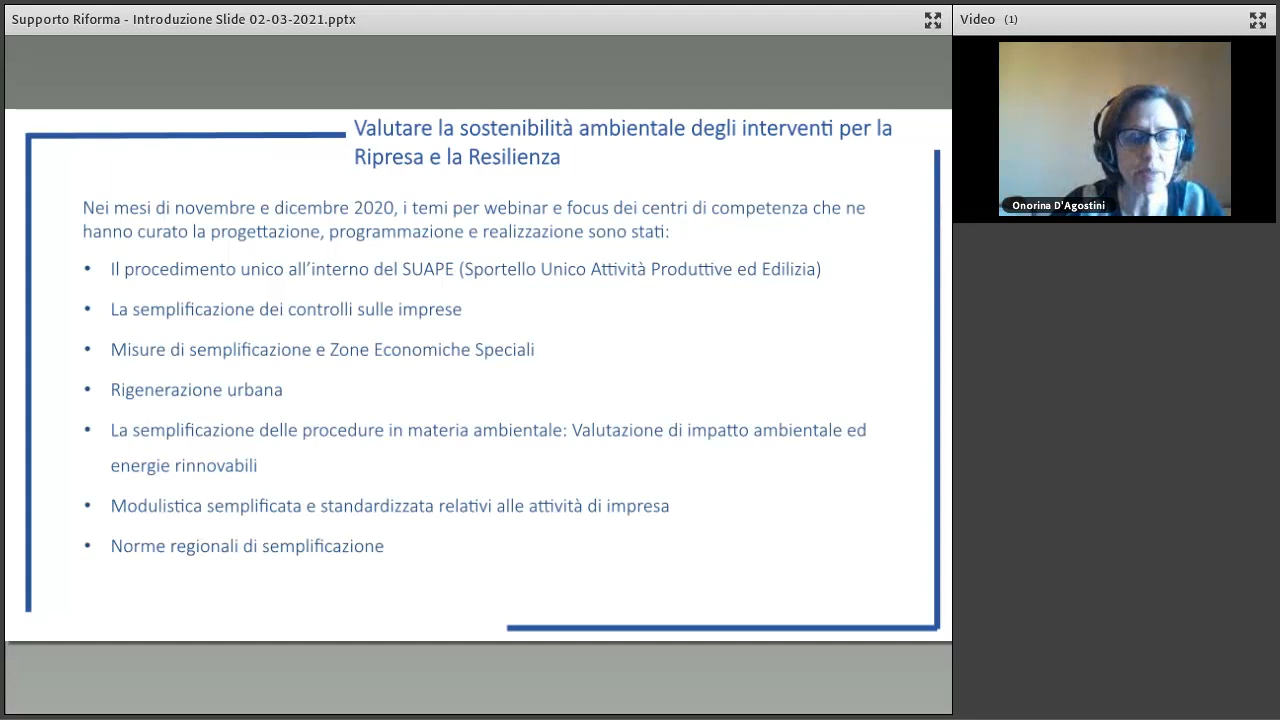 Supporto Riforma - Introduzione Slide 02-03-2021.pptx
Video (1)
Onorina D'Agostini
Valutare la sostenibilità ambientale degli interventi per la
Ripresa e la Resilienza
Nei mesi di novembre e dicembre 2020, i temi per webinar e focus dei centri di competenza che ne
hanno curato la progettazione, programmazione e realizzazione sono stati:
• Il procedimento unico all’interno del SUAPE (Sportello Unico Attività Produttive ed Edilizia)
• La semplificazione dei controlli sulle imprese
• Misure di semplificazione e Zone Economiche Speciali
• Rigenerazione urbana
• La semplificazione delle procedure in materia ambientale: Valutazione di impatto ambientale ed
energie rinnovabili
• Modulistica semplificata e standardizzata relativi alle attività di impresa
• Norme regionali di semplificazione